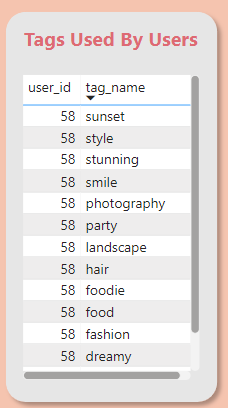 Tags Used By Users
user_id tag_name
58 sunset
58 style
58 stunning
58 smile
58 photography
58 party
58 landscape
58 hair
58 foodie
58 food
58 fashion
58 dreamy